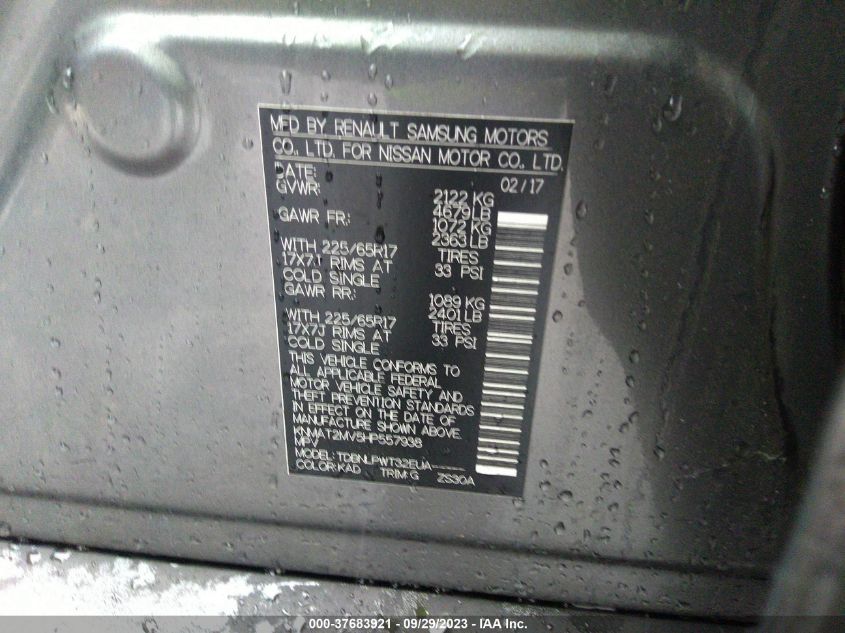 MFD BY RENAULT SAMSUNG MOTORS
CO., LTD. FOR NISSAN MOTOR CO., LTD.
DATE: 02/17
GVWR: 2122 KG
4679 LB
GAWR FR: 1072 KG
2363 LB
WITH 225/65R17 TIRES
17X7J RIMS AT 33 PSI
COLD SINGLE
GAWR RR: 1089 KG
2401 LB
WITH 225/65R17 TIRES
17X7J RIMS AT 33 PSI
COLD SINGLE
THIS VEHICLE CONFORMS TO
ALL APPLICABLE FEDERAL
MOTOR VEHICLE SAFETY AND
THEFT PREVENTION STANDARDS
IN EFFECT ON THE DATE OF
MANUFACTURE SHOWN ABOVE.
KNMAT2MV5HP557938
MPV
MODEL: TDBNLPWT32EUA-----
COLOR:KAD TRIM:G ZS30A
000-37683921 - 09/29/2023 - IAA Inc.